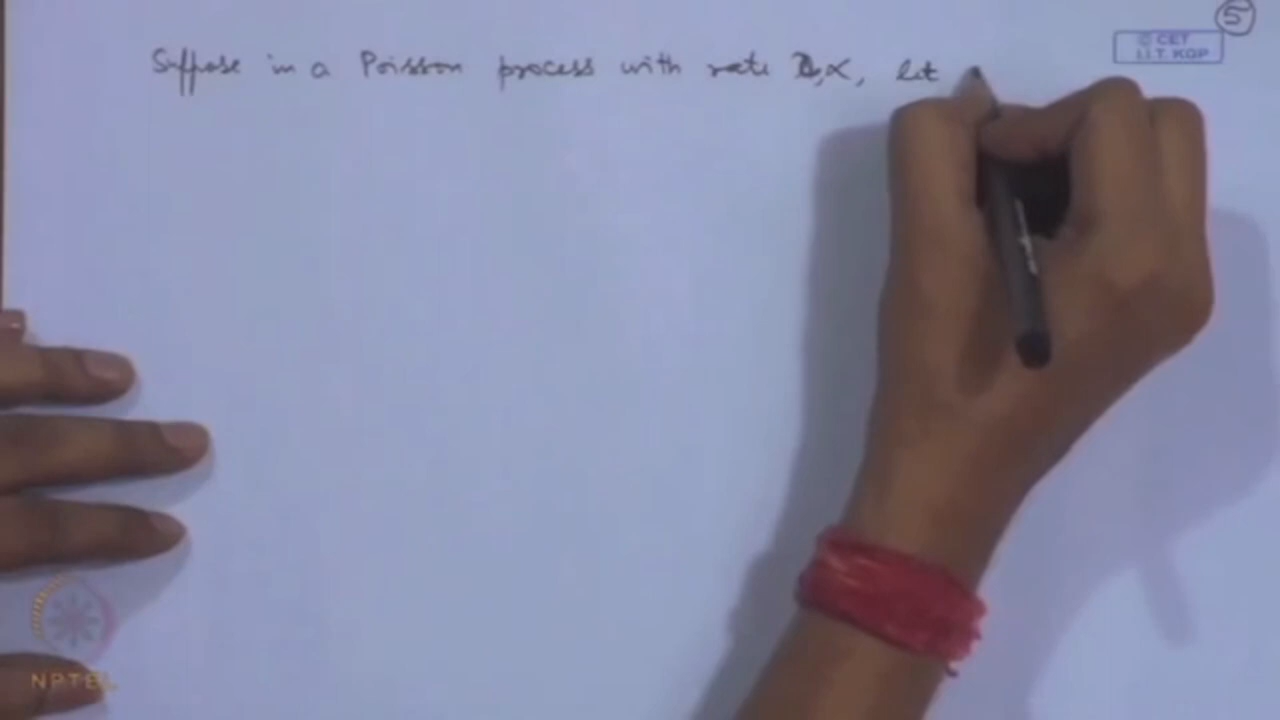 5
© CET
I.I.T. KGP
Suppose in a Poisson process with rate λ, let
NPTEL